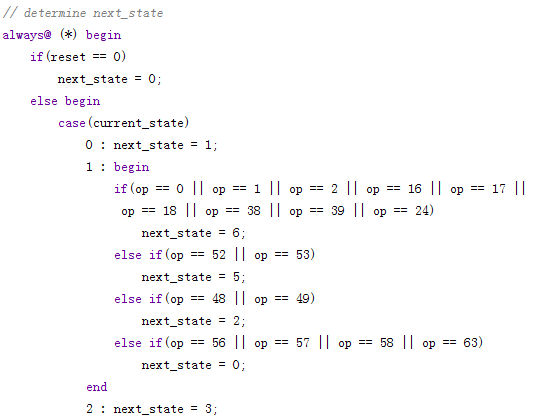 // determine next_state
always@ (*) begin
if(reset == 0)
next_state = 0;
else begin
case(current_state)
0 : next_state = 1;
1 : begin
if(op == 0 || op == 1 || op == 2 || op == 16 || op == 17 ||
op == 18 || op == 38 || op == 39 || op == 24)
next_state = 6;
else if(op == 52 || op == 53)
next_state = 5;
else if(op == 48 || op == 49)
next_state = 2;
else if(op == 56 || op == 57 || op == 58 || op == 63)
next_state = 0;
end
2 : next_state = 3;